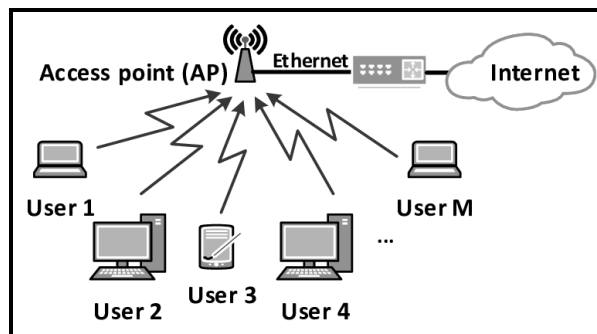 Ethernet
Access point (AP)
Internet
User 1
User M
...
User 2
User 3
User 4